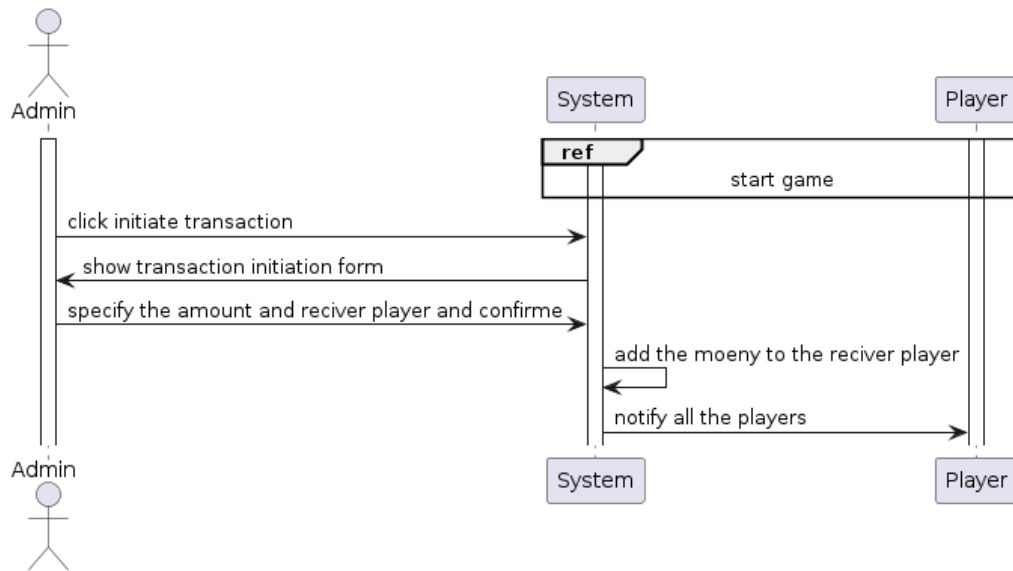 Admin
System
Player
ref
start game
click initiate transaction
show transaction initiation form
specify the amount and reciver player and confirme
add the moeny to the reciver player
notify all the players
Admin
System
Player